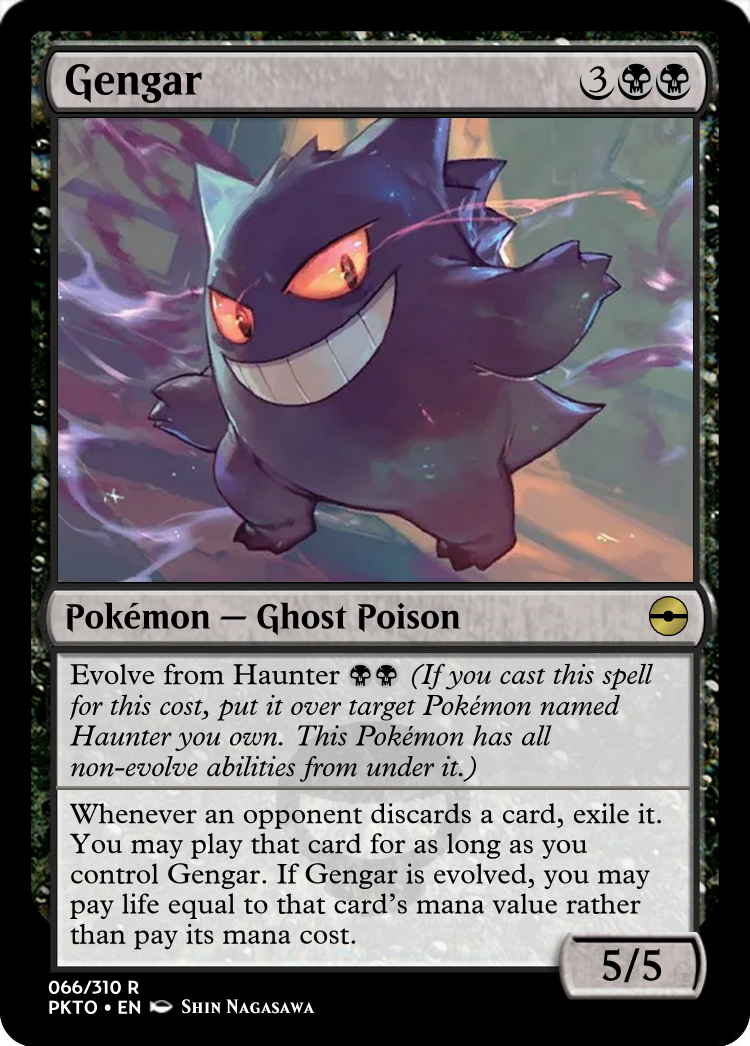 Gengar 3
Pokémon — Ghost Poison
Evolve from Haunter (If you cast this spell
for this cost, put it over target Pokémon named
Haunter you own. This Pokémon has all
non-evolve abilities from under it.)
Whenever an opponent discards a card, exile it.
You may play that card for as long as you
control Gengar. If Gengar is evolved, you may
pay life equal to that card's mana value rather
than pay its mana cost.
5/5
066/310 R
PKTO • EN Shin Nagasawa